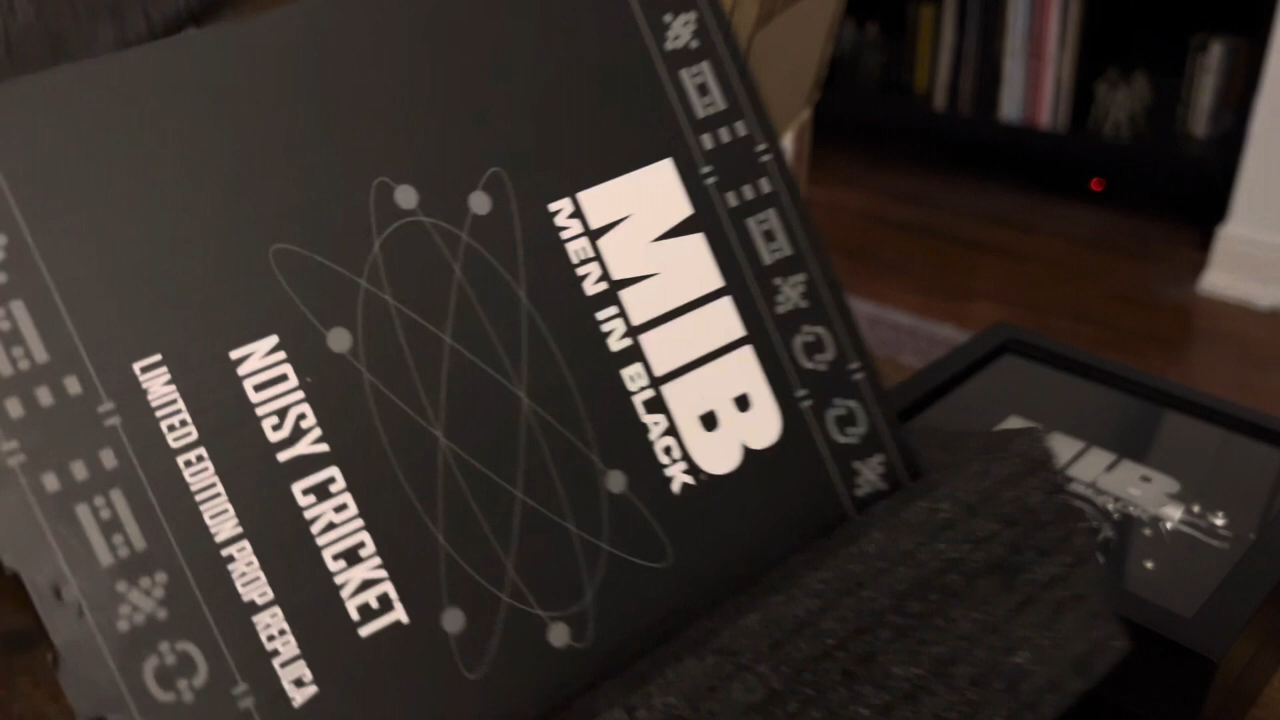 MIB
MEN IN BLACK
NOISY CRICKET
LIMITED EDITION PROP REPLICA
MIB